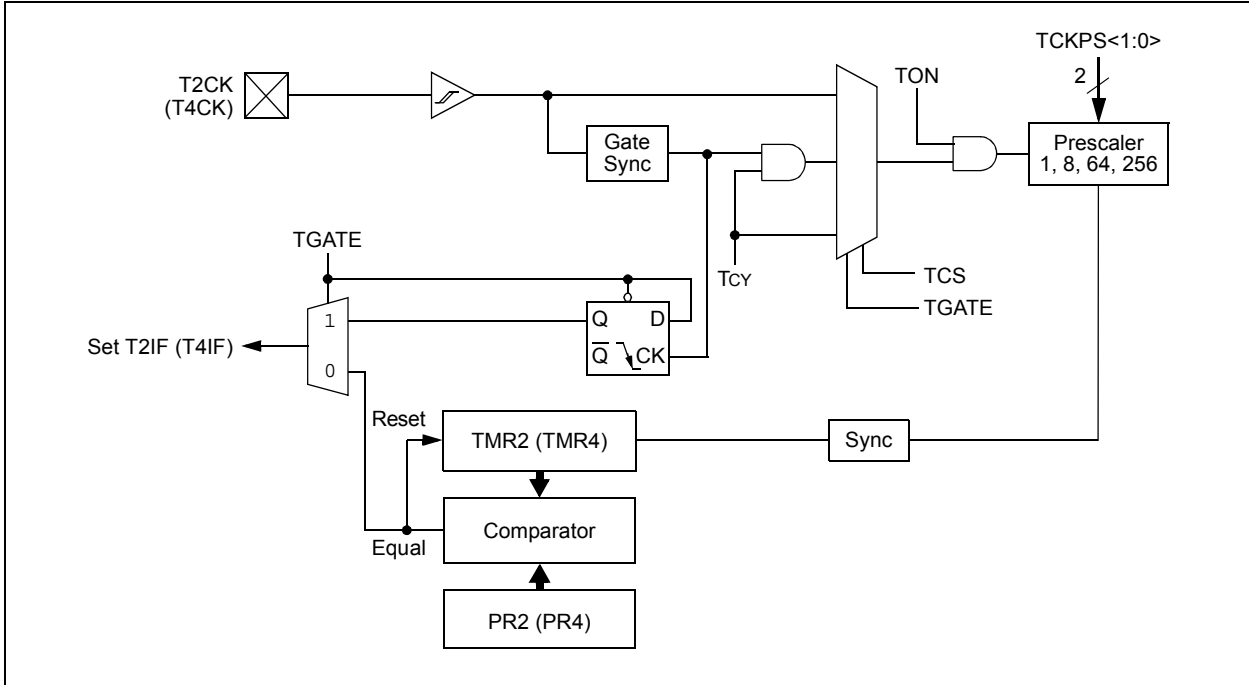 TCKPS<1:0>
2
T2CK
(T4CK)
TON
Gate
Sync
Prescaler
1, 8, 64, 256
TGATE
TCY
TCS
TGATE
1
Q
D
Set T2IF (T4IF)
Q̅
CK
0
Reset
TMR2 (TMR4)
Sync
Comparator
Equal
PR2 (PR4)